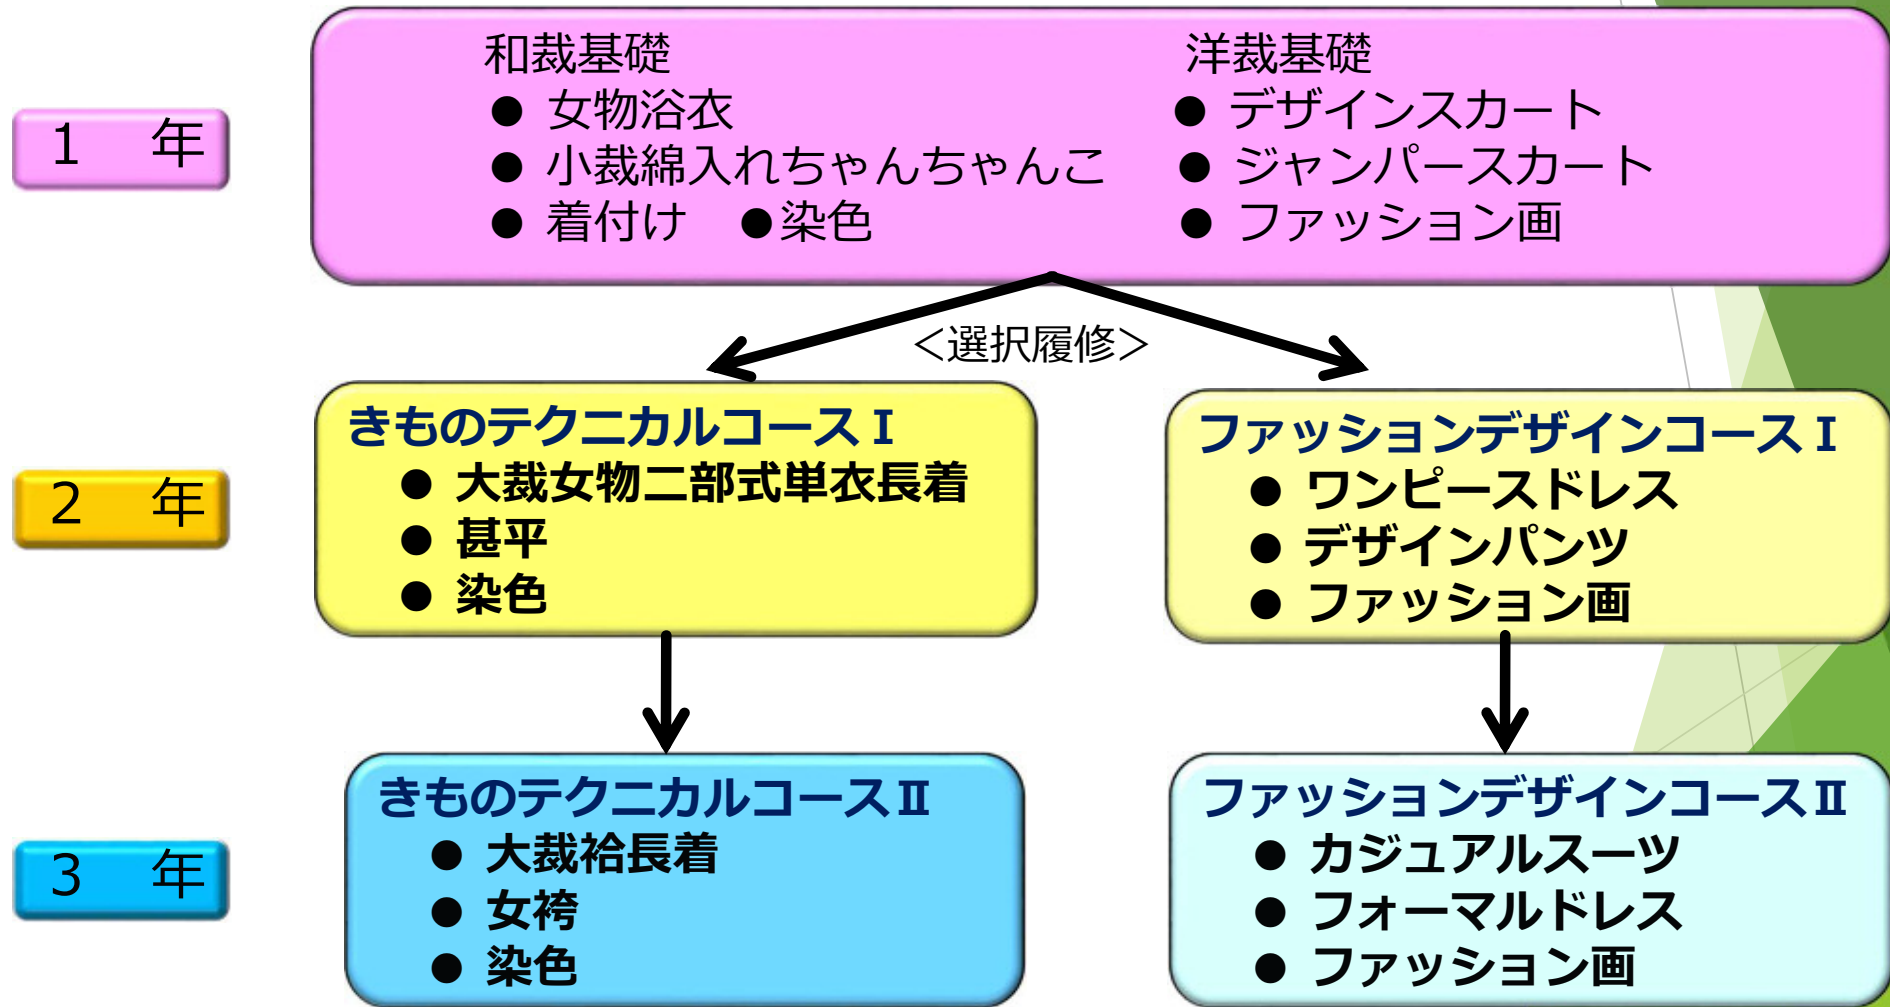 １　年
和裁基礎
● 女物浴衣
● 小裁綿入れちゃんちゃんこ
● 着付け　●染色
洋裁基礎
● デザインスカート
● ジャンパースカート
● ファッション画
＜選択履修＞
２　年
きものテクニカルコースⅠ
● 大裁女物二部式単衣長着
● 甚平
● 染色
ファッションデザインコースⅠ
● ワンピースドレス
● デザインパンツ
● ファッション画
３　年
きものテクニカルコースⅡ
● 大裁袷長着
● 女袴
● 染色
ファッションデザインコースⅡ
● カジュアルスーツ
● フォーマルドレス
● ファッション画